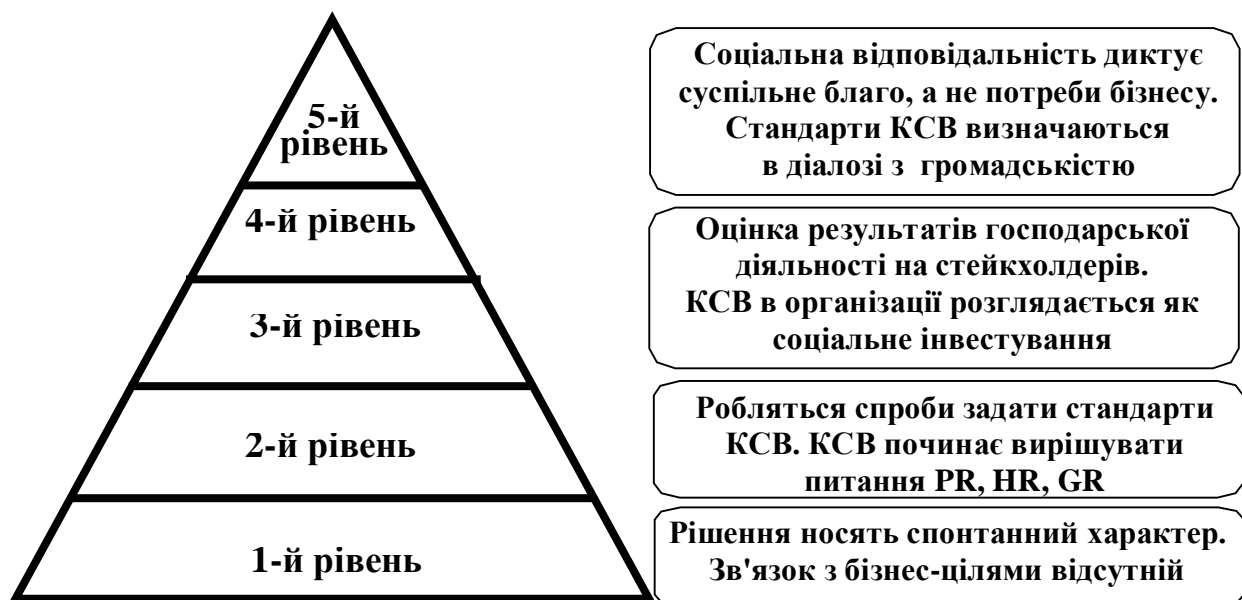 5-й
рівень
4-й рівень
3-й рівень
2-й рівень
1-й рівень
Соціальна відповідальність диктує
суспільне благо, а не потреби бізнесу.
Стандарти КСВ визначаються
в діалозі з громадськістю
Оцінка результатів господарської
діяльності на стейкхолдерів.
КСВ в організації розглядається як
соціальне інвестування
Робляться спроби задати стандарти
КСВ. КСВ починає вирішувати
питання PR, HR, GR
Рішення носять спонтанний характер.
Зв'язок з бізнес-цілями відсутній